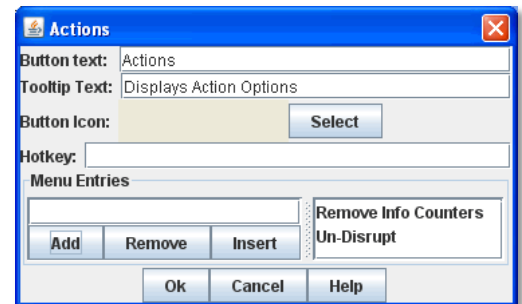 Actions
Button text: Actions
Tooltip Text: Displays Action Options
Button Icon: Select
Hotkey:
Menu Entries
Remove Info Counters
Un-Disrupt
Add Remove Insert
Ok Cancel Help